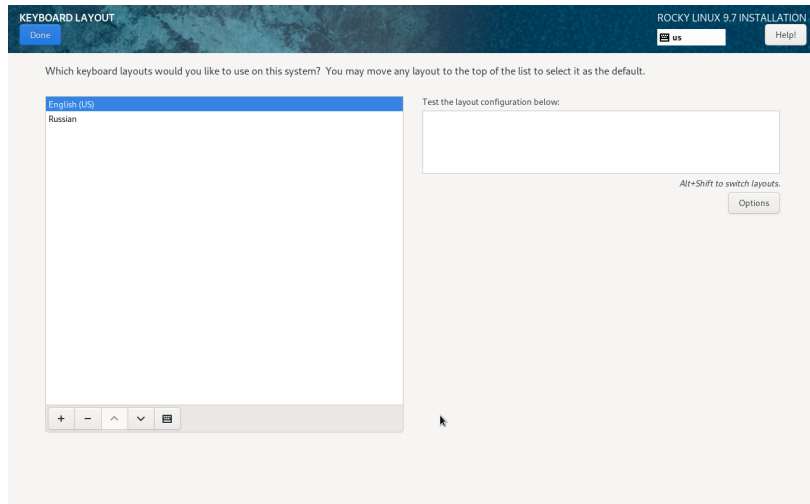 KEYBOARD LAYOUT
ROCKY LINUX 9.7 INSTALLATION
Done
us
Help!
Which keyboard layouts would you like to use on this system? You may move any layout to the top of the list to select it as the default.
English (US)
Russian
Test the layout configuration below:
Alt+Shift to switch layouts.
Options